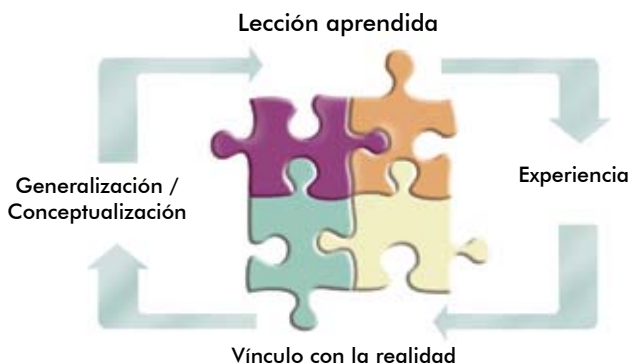 Lección aprendida
Experiencia
Generalización /
Conceptualización
Vínculo con la realidad